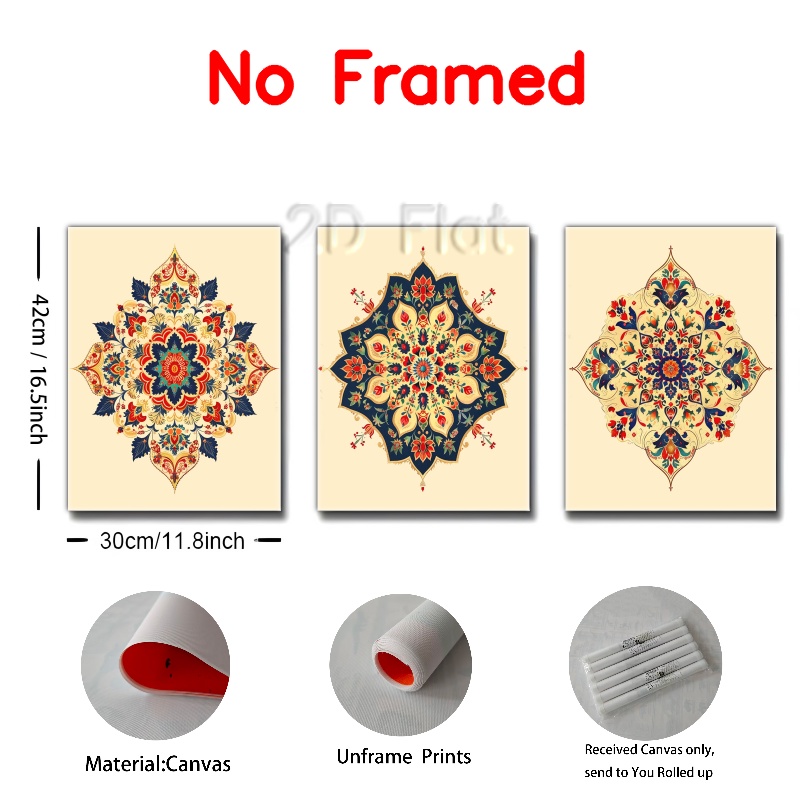 No Framed
2D Flat
42cm / 16.5inch
30cm/11.8inch
Material:Canvas
Unframe Prints
Received Canvas only,
send to You Rolled up